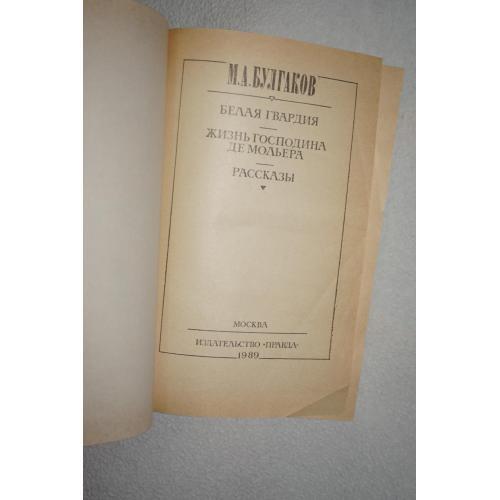 М.А.БУЛГАКОВ
БЕЛАЯ ГВАРДИЯ
ЖИЗНЬ ГОСПОДИНА
ДЕ МОЛЬЕРА
РАССКАЗЫ
МОСКВА
ИЗДАТЕЛЬСТВО «ПРАВДА»
1989